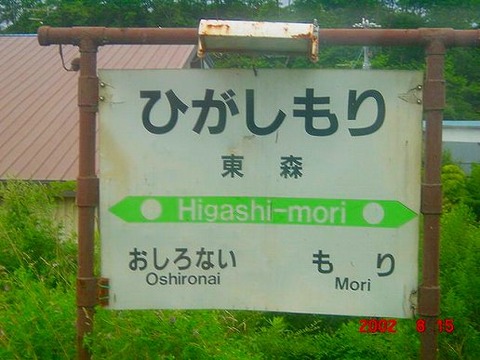 ひがしもり
東 森
Higashi-mori
おしろない もり
Oshironai Mori
2002 8 15